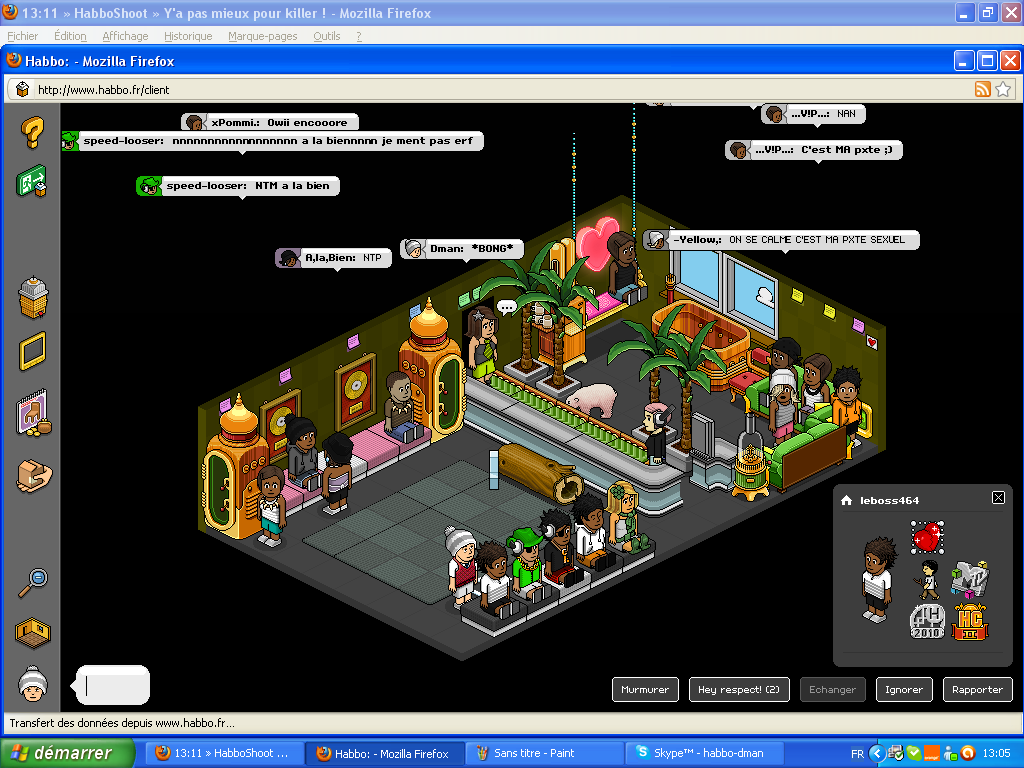 13:11 » HabboShoot » Y'a pas mieux pour killer ! - Mozilla Firefox
Fichier Édition Affichage Historique Marque-pages Outils ?
Habbo: - Mozilla Firefox
http://www.habbo.fr/client
...V!P...: NAN
xPommi.: Owii encooore
speed-looser: nnnnnnnnnnnnnnnnnn a la biennnnn je ment pas erf
...V!P...: C'est MA pxte ;)
speed-looser: NTM a la bien
-Yellow,: ON SE CALME C'EST MA PXTE SEXUEL
Dman: *BONG*
A,la,Bien: NTP
leboss464
H
2010
HC
II
Murmurer Hey respect! (2) Echanger Ignorer Rapporter
Transfert des données depuis www.habbo.fr...
démarrer 13:11 » HabboShoot ... Habbo: - Mozilla Firefox Sans titre - Paint Skype™ - habbo-dman FR 13:05